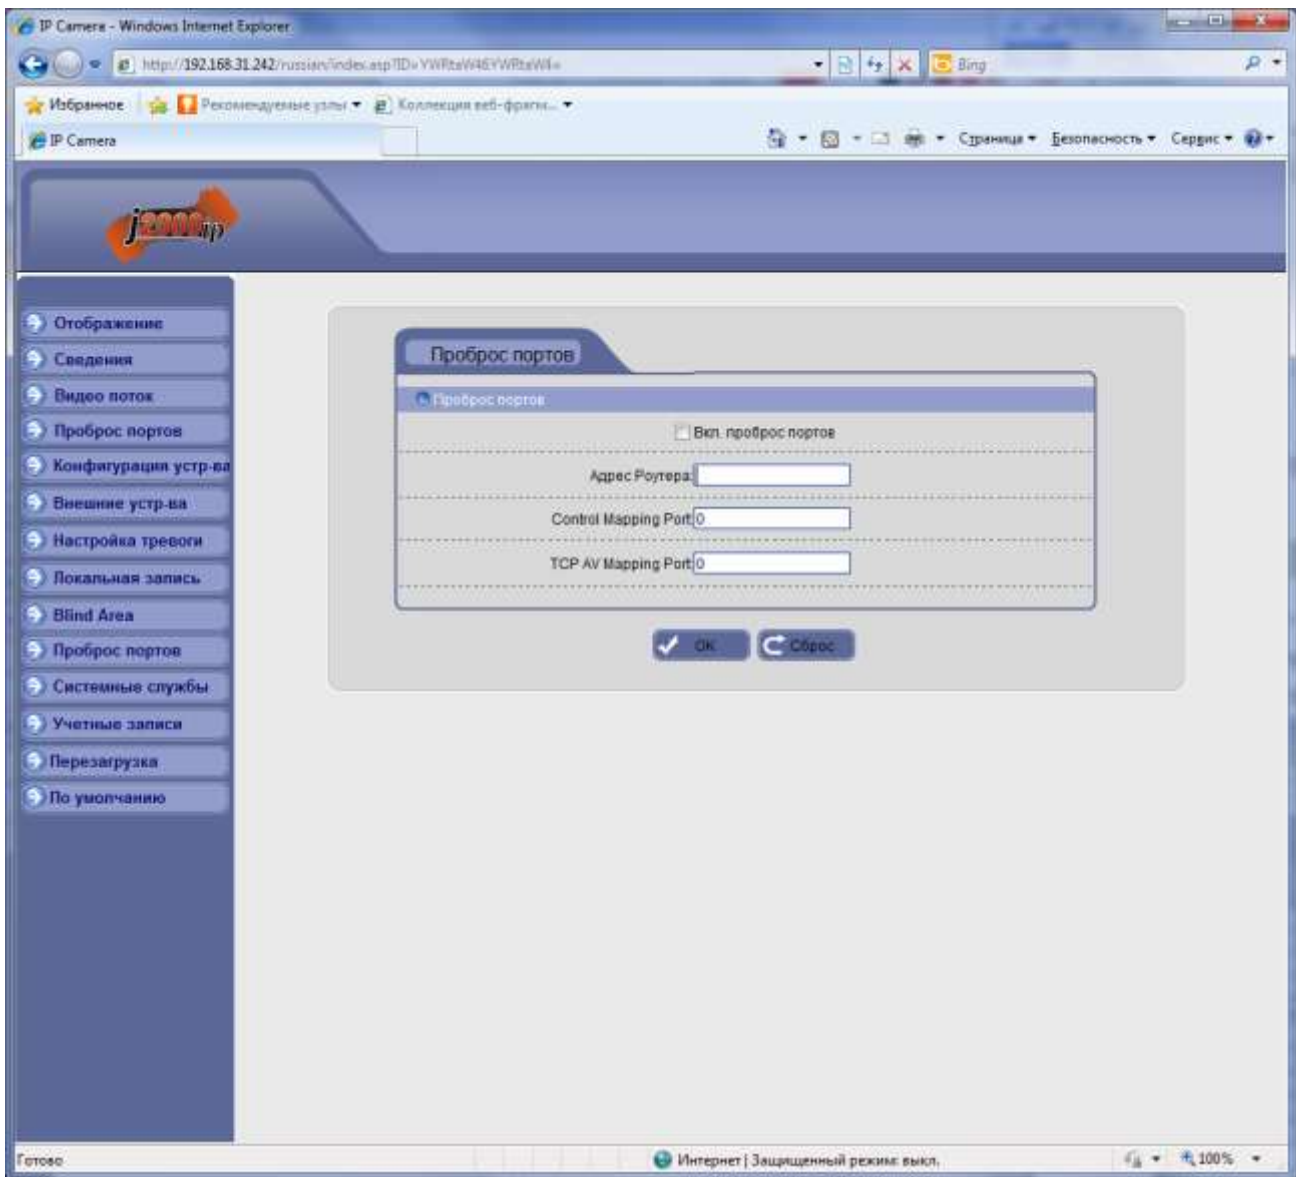 IP Camera - Windows Internet Explorer
http://192.168.31.242/russian/index.asp?ID=YWRtaW46YWRtaW4=
Bing
Избранное
Рекомендуемые узлы
Коллекция веб-фрагм...
IP Camera
Страница
Безопасность
Сервис
j2000ip
Отображение
Сведения
Видео поток
Проброс портов
Конфигурация устр-ва
Внешние устр-ва
Настройка тревоги
Локальная запись
Blind Area
Проброс портов
Системные службы
Учетные записи
Перезагрузка
По умолчанию
Проброс портов
Проброс портов
Вкл. проброс портов
Адрес Роутера:
Control Mapping Port: 0
TCP AV Mapping Port: 0
OK
Сброс
Готово
Интернет | Защищенный режим: выкл.
100%